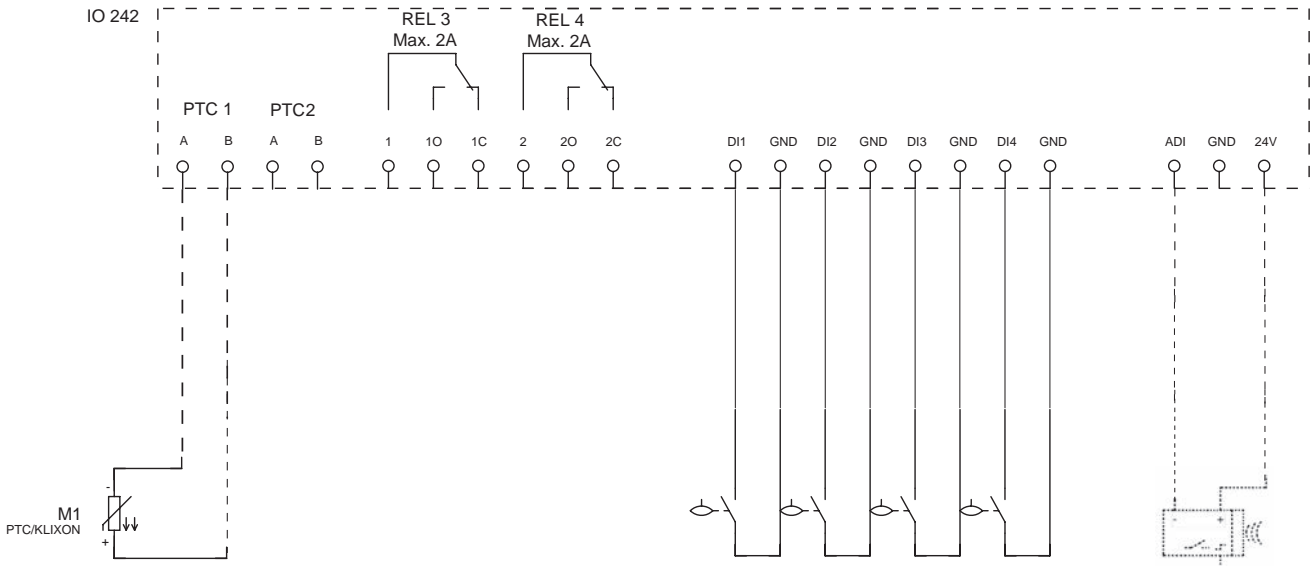 IO 242
REL 3
Max. 2A
REL 4
Max. 2A
PTC 1
PTC2
A B A B 1 1O 1C 2 2O 2C DI1 GND DI2 GND DI3 GND DI4 GND ADI GND 24V
-
M1
PTC/KLIXON
+
- +